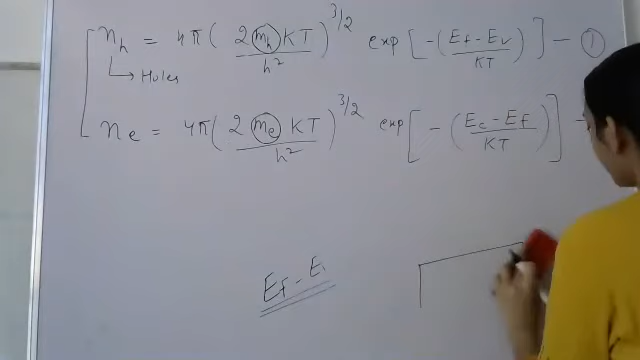 n_h = 4π(2 m_h KT / h²)^3/2 exp[-(E_f - E_v / KT)] - ①
↳ Holes
n_e = 4π(2 m_e KT / h²)^3/2 exp[-(E_c - E_f / KT)] -
E_f - E